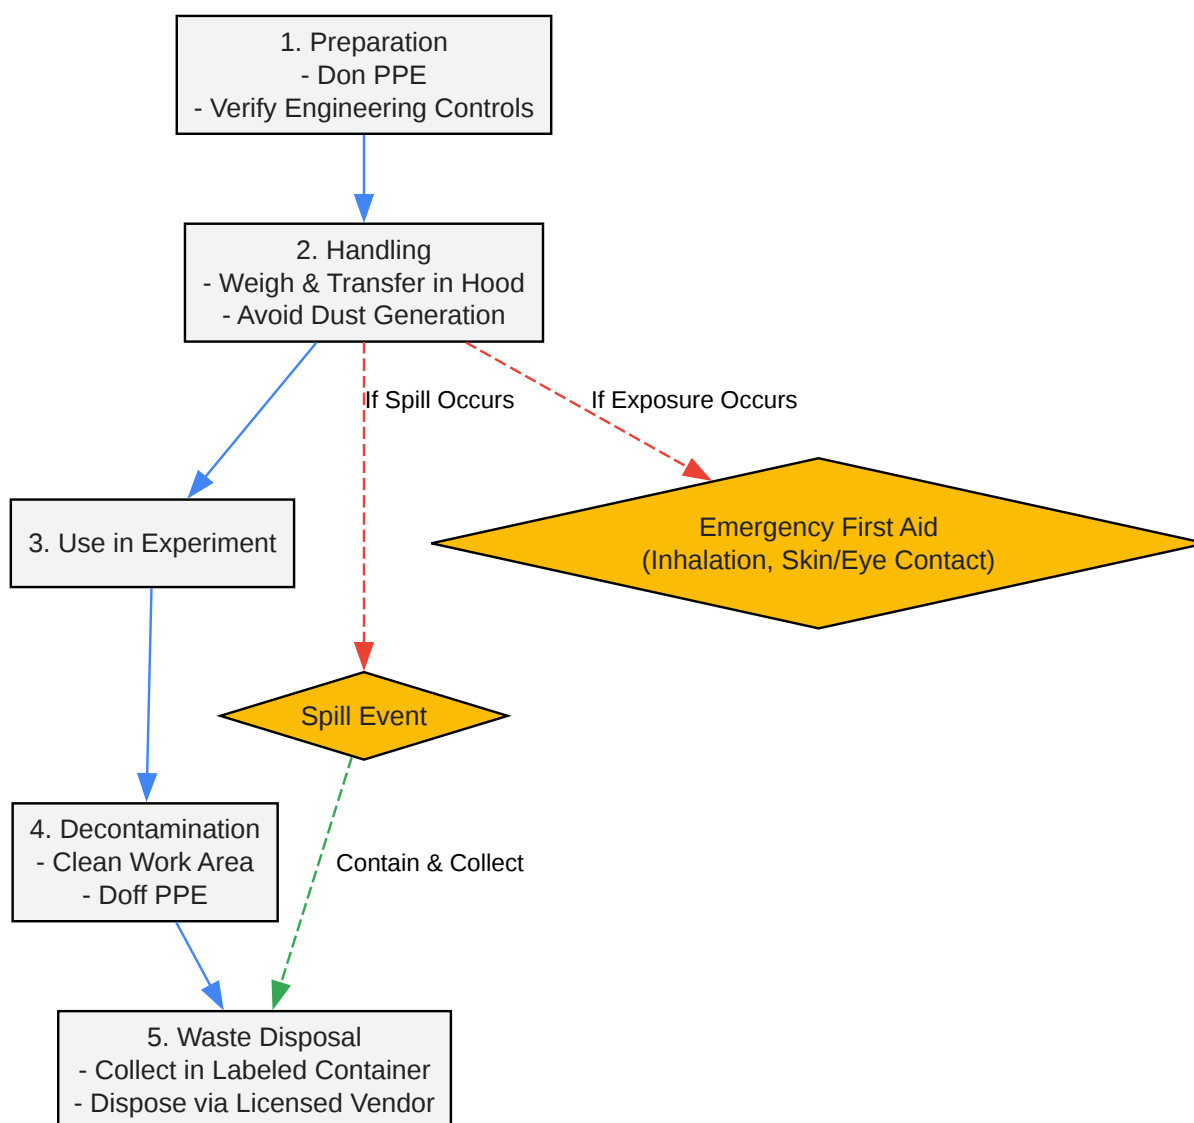 1. Preparation
- Don PPE
- Verify Engineering Controls
2. Handling
- Weigh & Transfer in Hood
- Avoid Dust Generation
If Spill Occurs
If Exposure Occurs
3. Use in Experiment
Emergency First Aid
(Inhalation, Skin/Eye Contact)
Spill Event
4. Decontamination
- Clean Work Area
- Doff PPE
Contain & Collect
5. Waste Disposal
- Collect in Labeled Container
- Dispose via Licensed Vendor